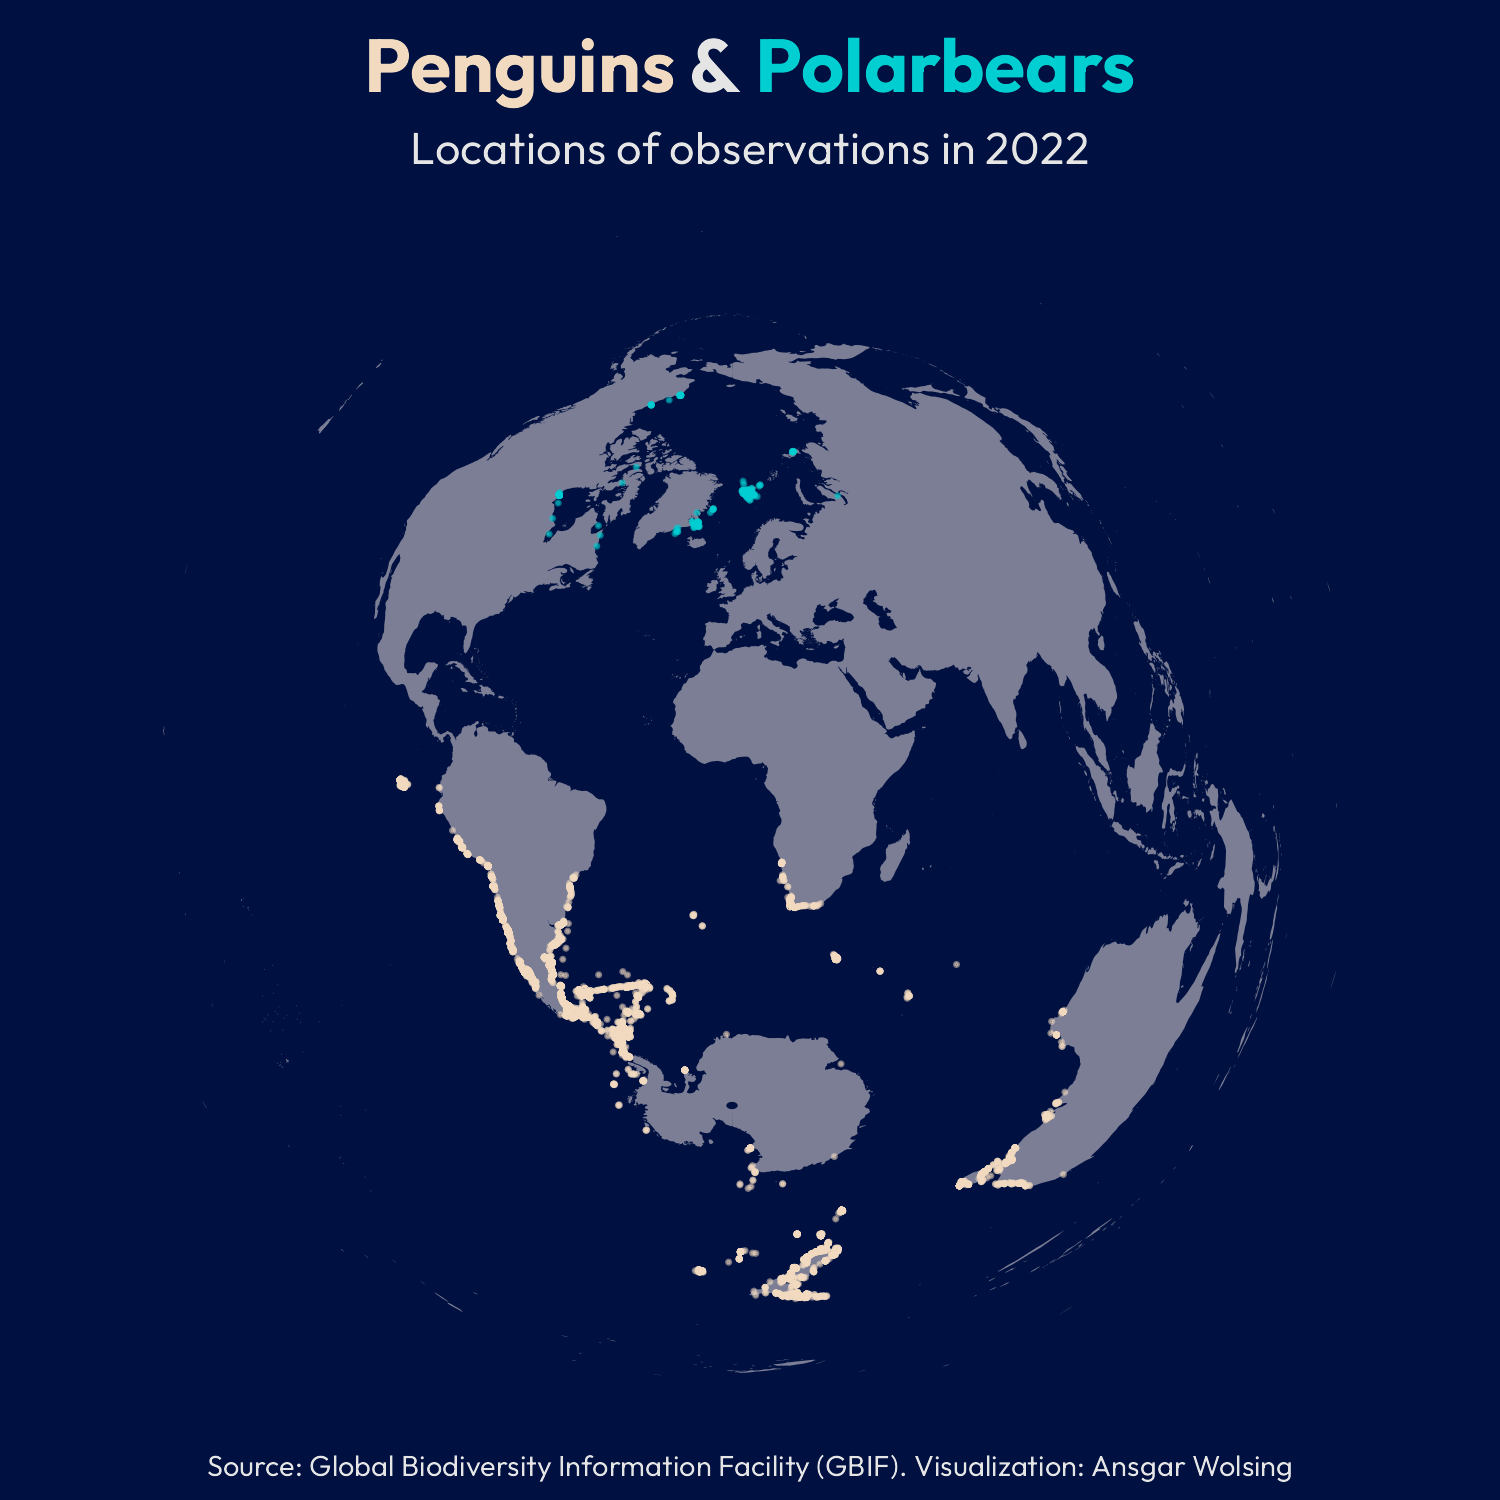 Penguins & Polarbears
Locations of observations in 2022
Source: Global Biodiversity Information Facility (GBIF). Visualization: Ansgar Wolsing